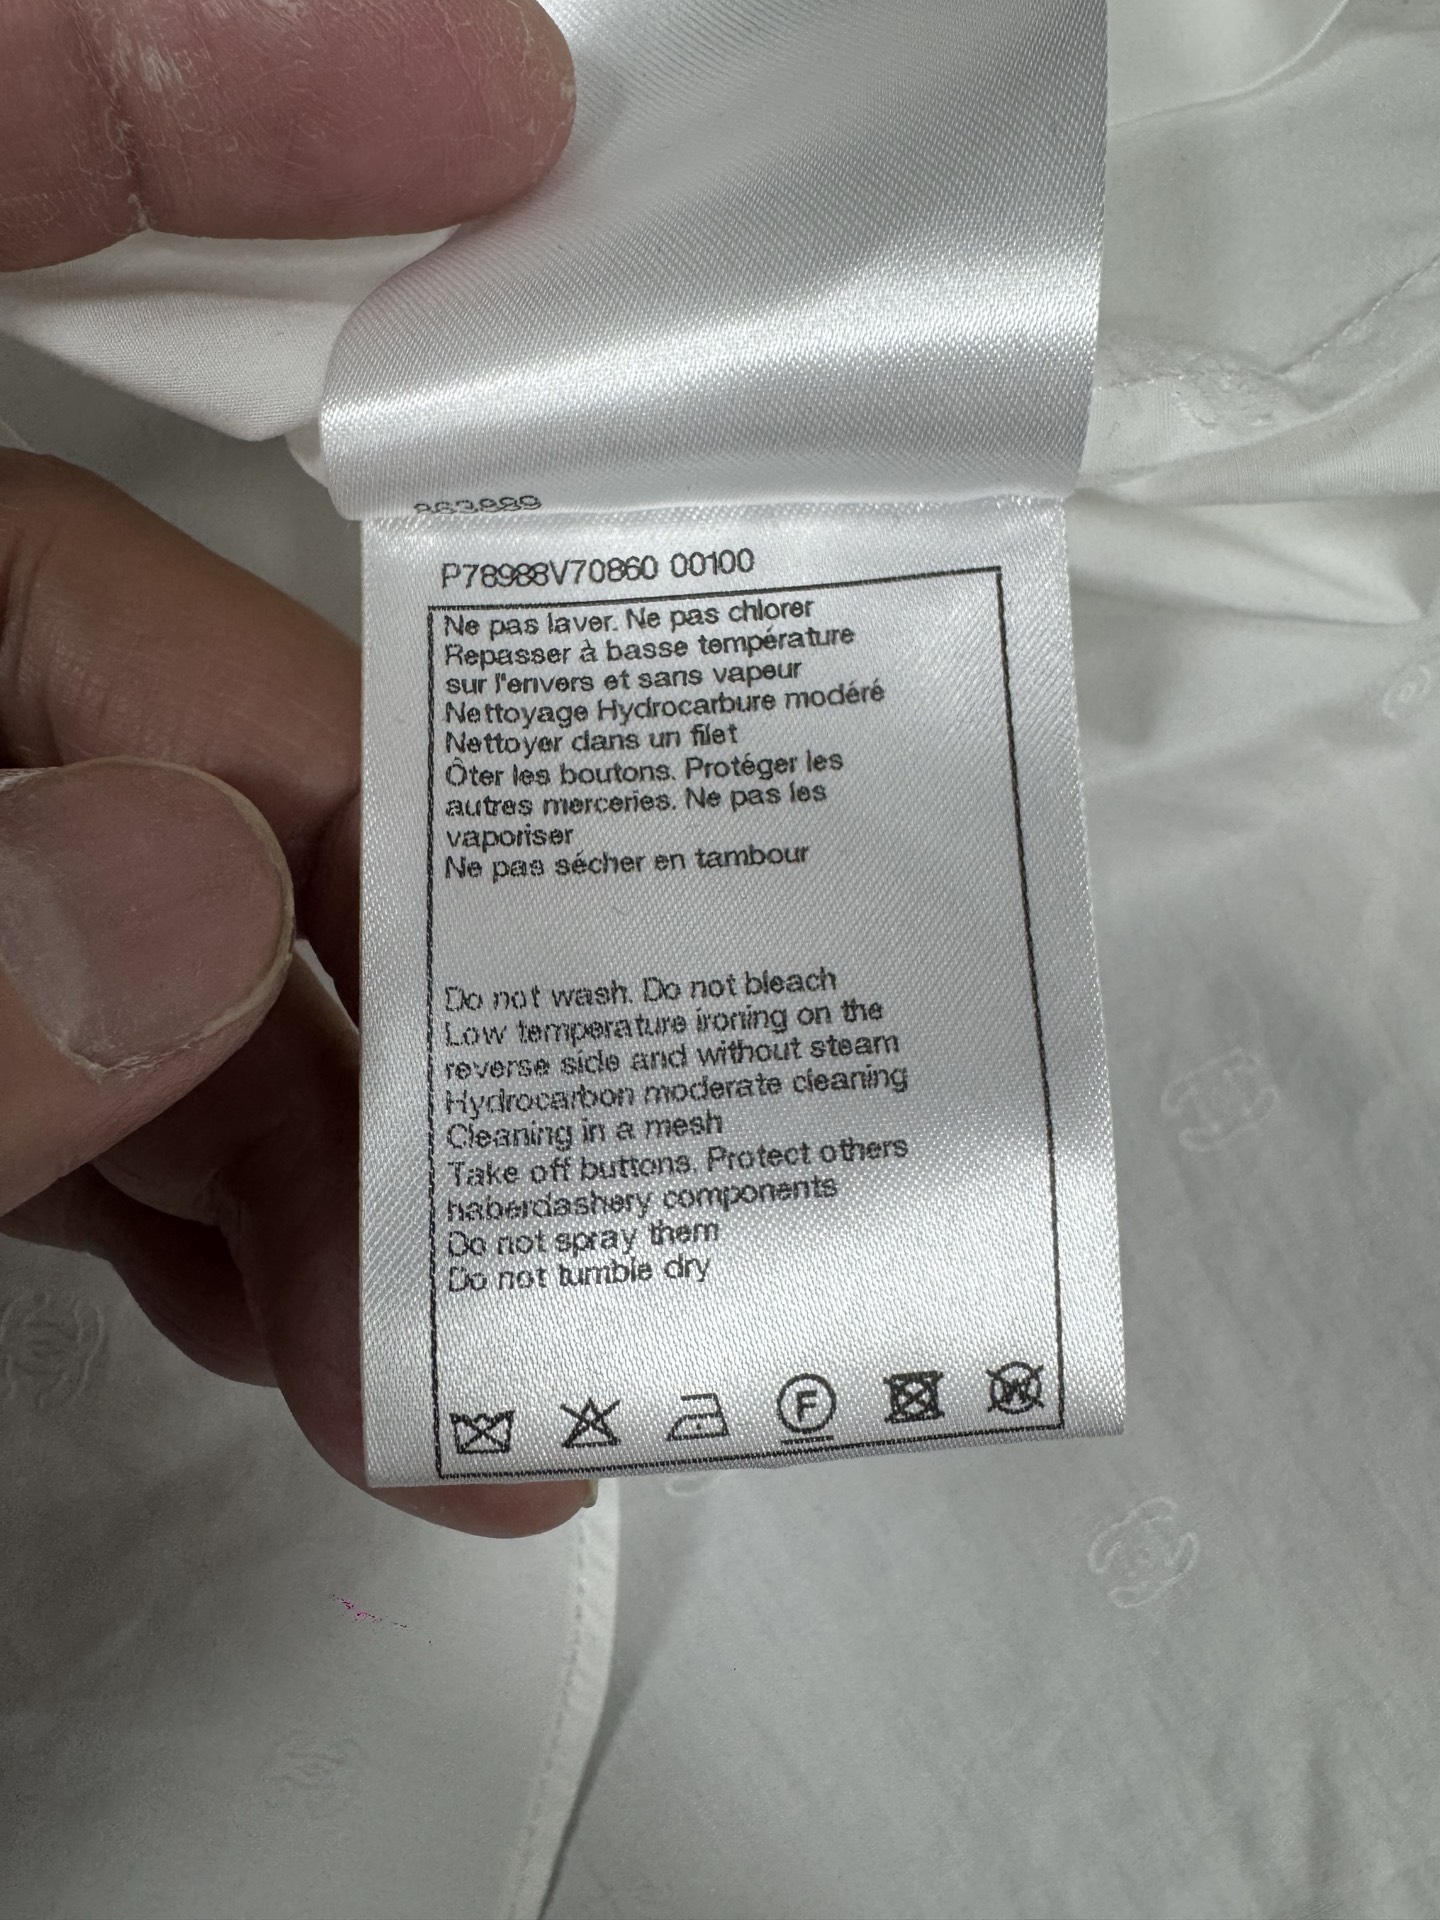 863889
P78988V70860 00100
Ne pas laver. Ne pas chlorer
Repasser à basse température
sur l'envers et sans vapeur
Nettoyage Hydrocarbure modéré
Nettoyer dans un filet
Ôter les boutons. Protéger les
autres merceries. Ne pas les
vaporiser
Ne pas sécher en tambour
Do not wash. Do not bleach
Low temperature ironing on the
reverse side and without steam
Hydrocarbon moderate cleaning
Cleaning in a mesh
Take off buttons. Protect others
haberdashery components
Do not spray them
Do not tumble dry
F
W